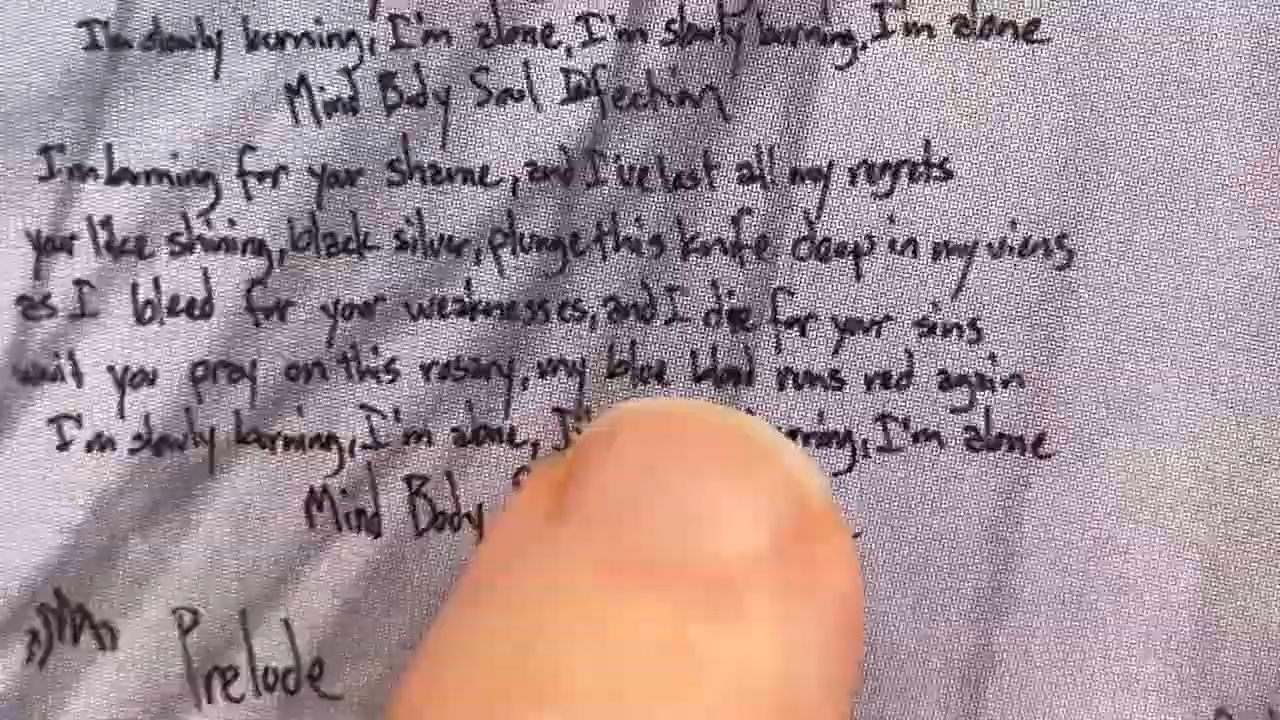 I'm slowly burning, I'm alone, I'm slowly burning, I'm alone
Mind Body Soul Infection
I'm burning for your shame, and I've lost all my regrets
your like shining, black silver, plunge this knife deep in my viens
as I bleed for your weaknesses, and I die for your sins
will you pray on this rosary, my blue blood runs red again
I'm slowly burning, I'm alone, I'm alone
Mind Body
Prelude